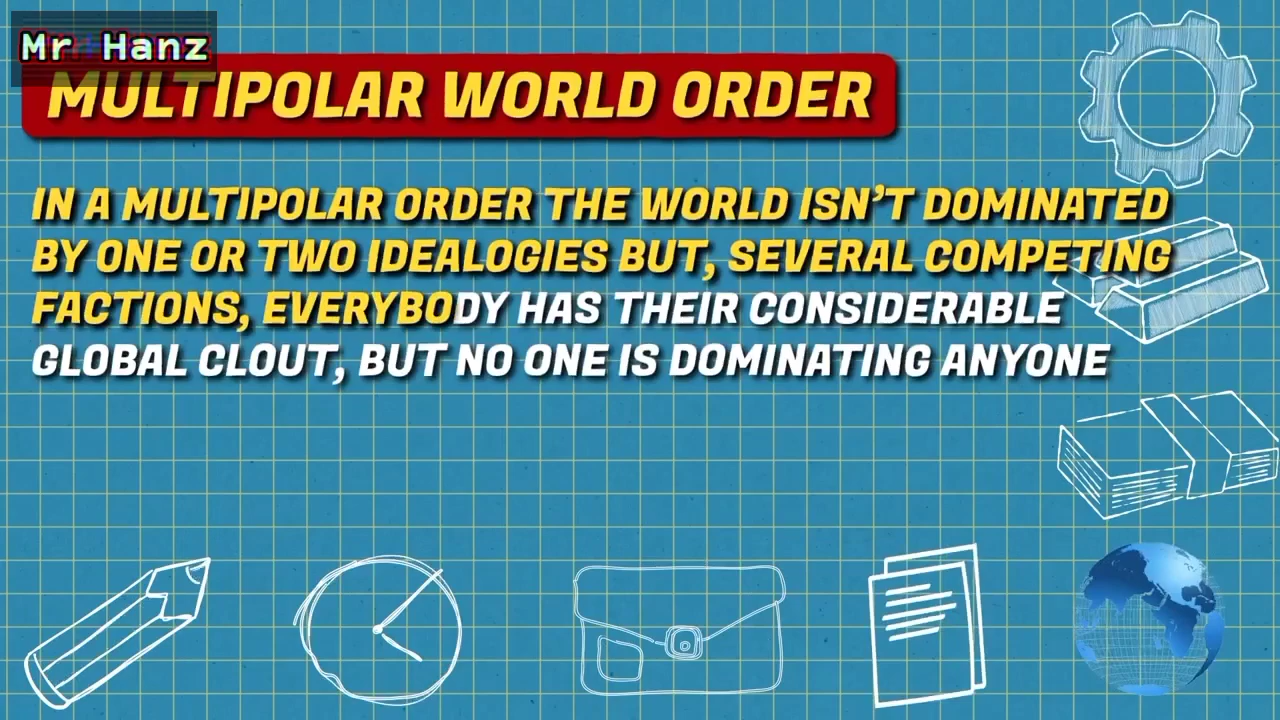 Mr Hanz
MULTIPOLAR WORLD ORDER
IN A MULTIPOLAR ORDER THE WORLD ISN'T DOMINATED
BY ONE OR TWO IDEALOGIES BUT, SEVERAL COMPETING
FACTIONS, EVERYBODY HAS THEIR CONSIDERABLE
GLOBAL CLOUT, BUT NO ONE IS DOMINATING ANYONE